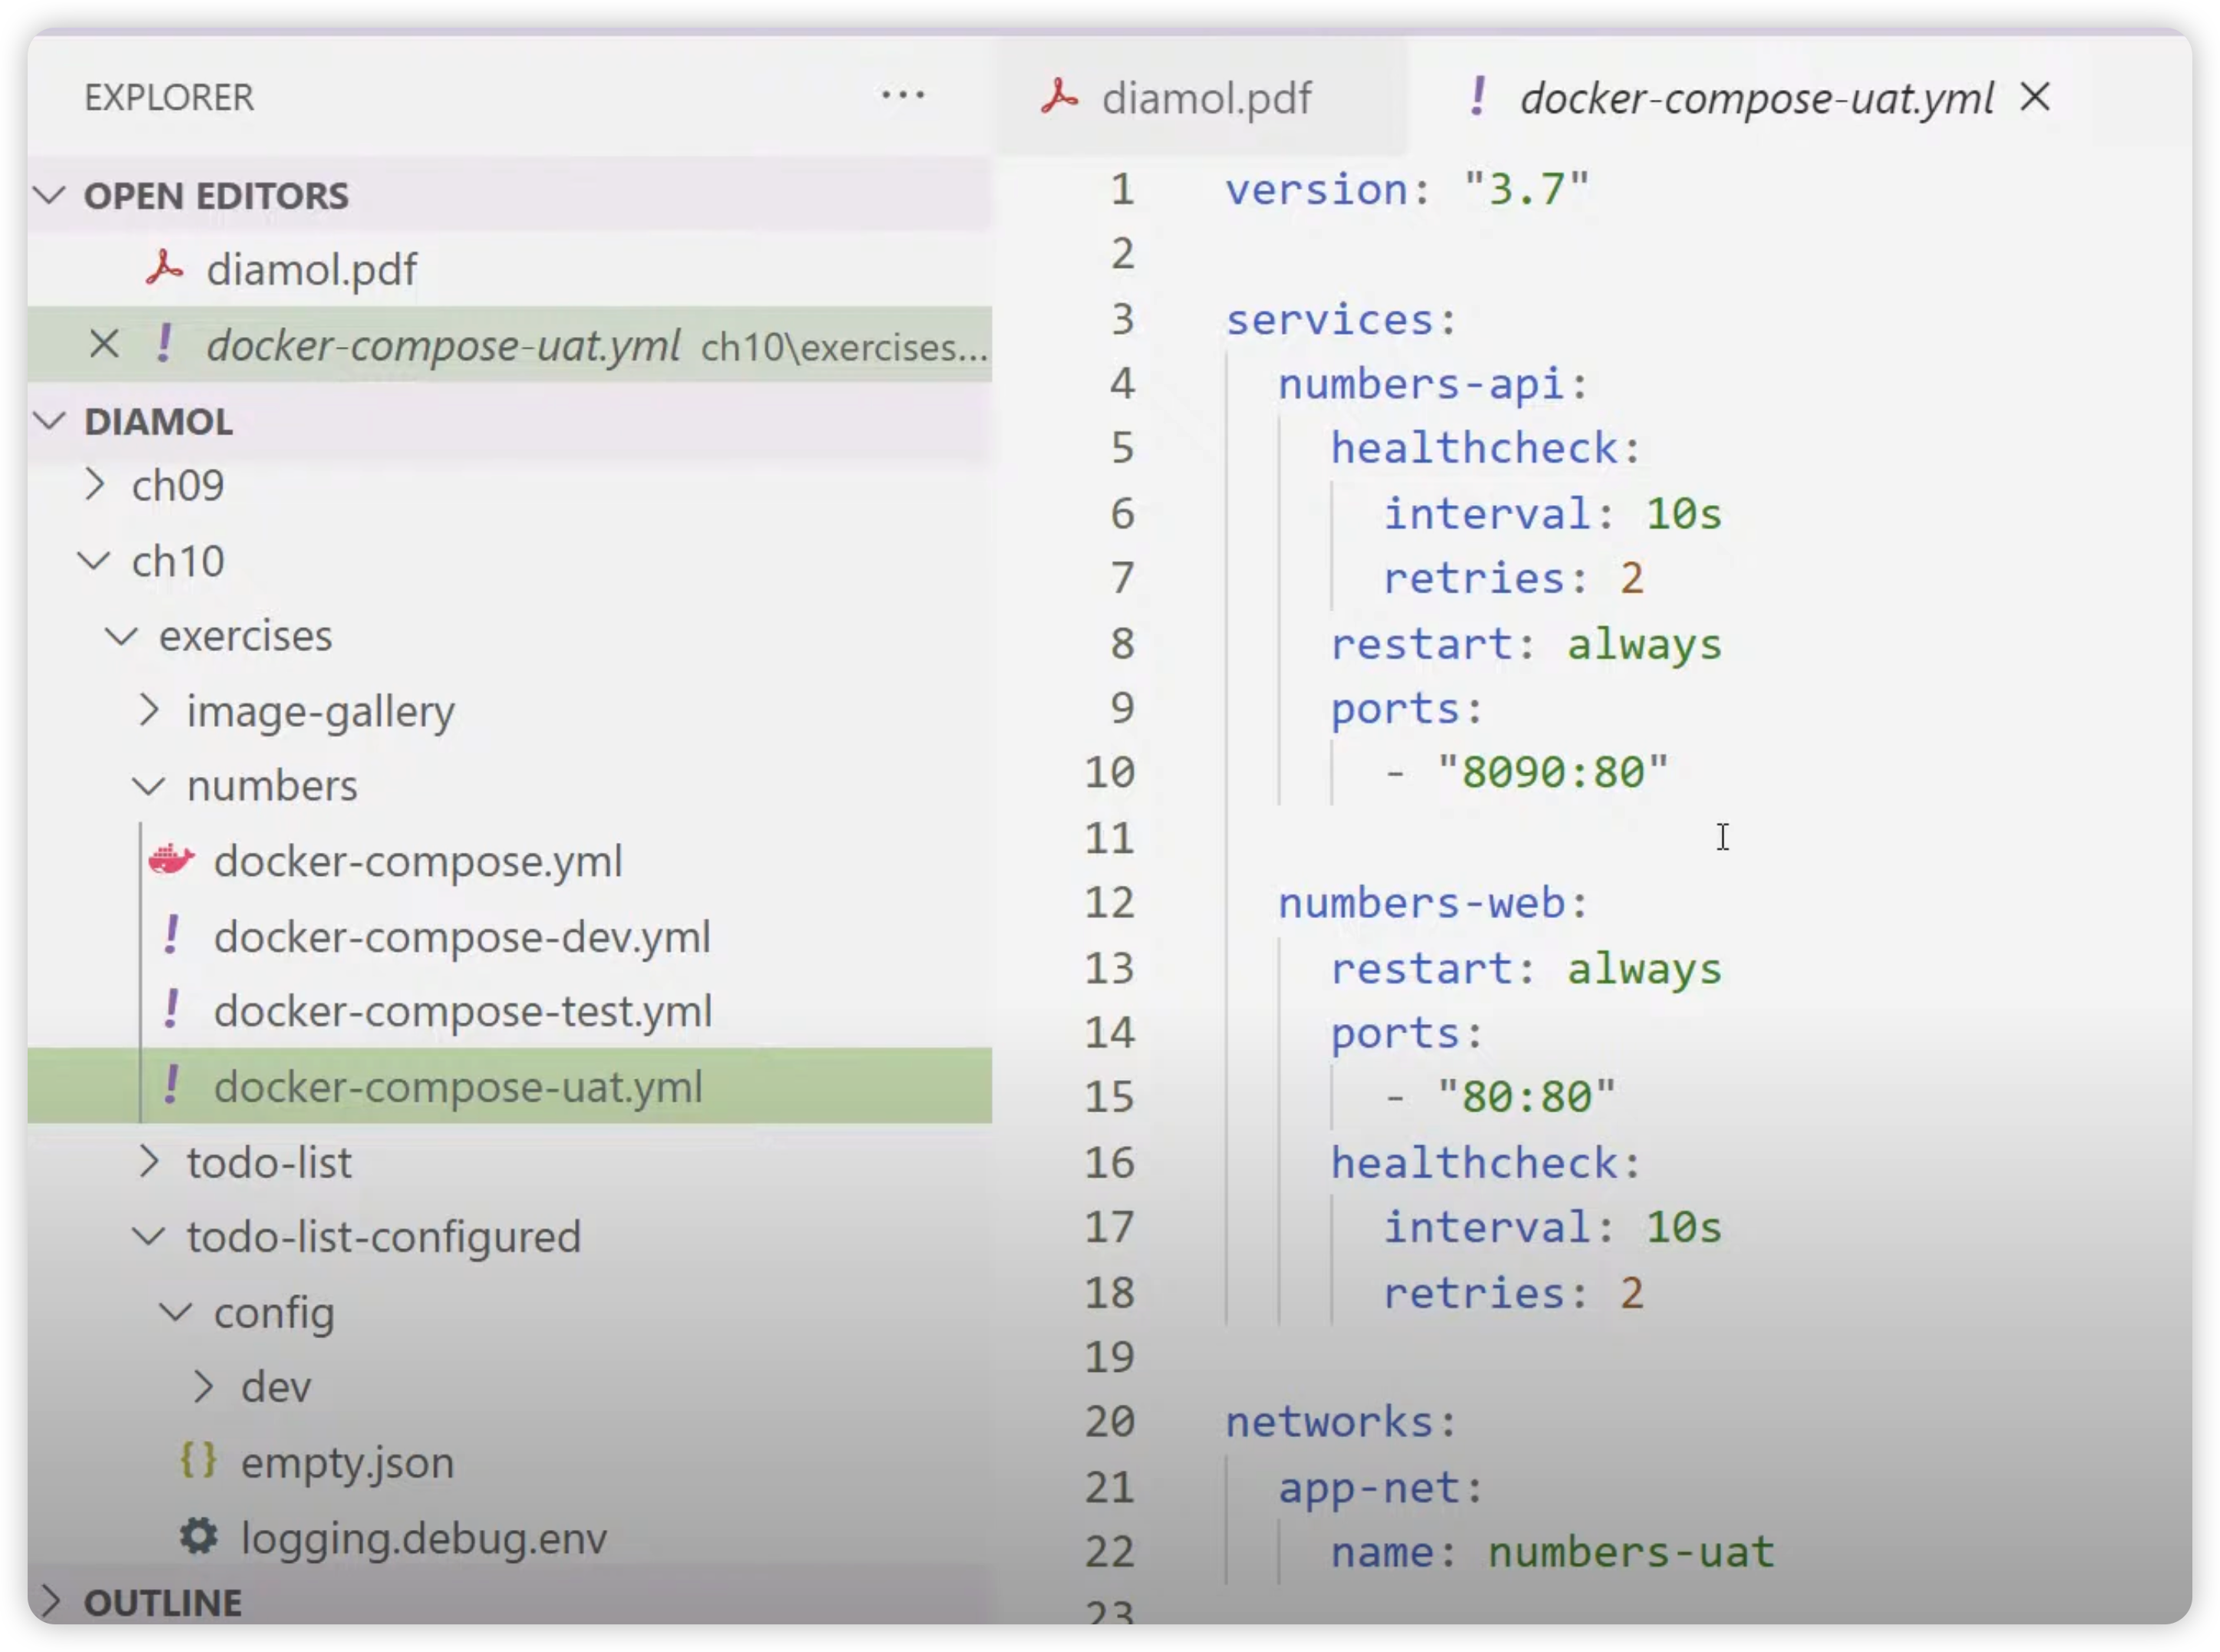 EXPLORER
···
OPEN EDITORS
diamol.pdf
docker-compose-uat.yml ch10\exercises...
DIAMOL
ch09
ch10
exercises
image-gallery
numbers
docker-compose.yml
docker-compose-dev.yml
docker-compose-test.yml
docker-compose-uat.yml
todo-list
todo-list-configured
config
dev
{} empty.json
logging.debug.env
OUTLINE
diamol.pdf
! docker-compose-uat.yml
1 version: "3.7"
2
3 services:
4 numbers-api:
5 healthcheck:
6 interval: 10s
7 retries: 2
8 restart: always
9 ports:
10 - "8090:80"
11
12 numbers-web:
13 restart: always
14 ports:
15 - "80:80"
16 healthcheck:
17 interval: 10s
18 retries: 2
19
20 networks:
21 app-net:
22 name: numbers-uat
23